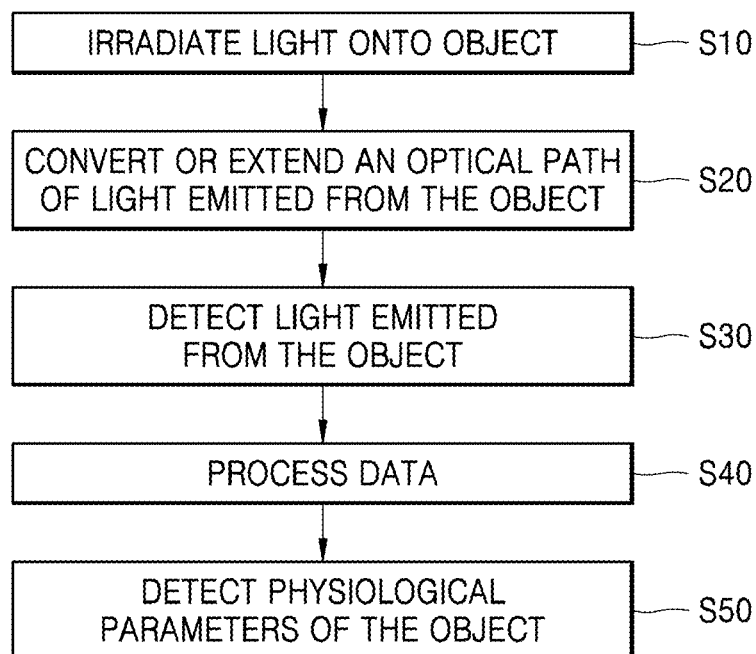 IRRADIATE LIGHT ONTO OBJECT
S10
CONVERT OR EXTEND AN OPTICAL PATH
OF LIGHT EMITTED FROM THE OBJECT
S20
DETECT LIGHT EMITTED
FROM THE OBJECT
S30
PROCESS DATA
S40
DETECT PHYSIOLOGICAL
PARAMETERS OF THE OBJECT
S50